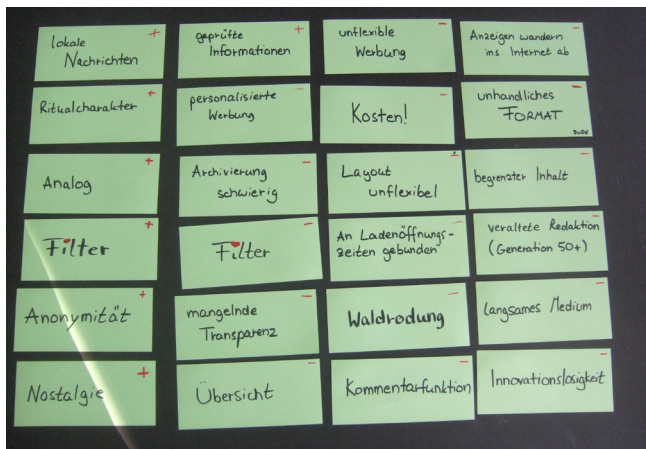 lokale
Nachrichten
+
geprüfte
Informationen
+
unflexible
Werbung
-
Anzeigen wandern
ins Internet ab
-
Ritualcharakter
+
personalisierte
Werbung
-
Kosten!
-
unhandliches
FORMAT
-
Analog
+
Archivierung
schwierig
-
Layout
unflexibel
begrenzter Inhalt
-
Filter
+
Filter
-
An Ladenöffnungs-
zeiten gebunden
-
veraltete Redaktion
(Generation 50+)
-
Anonymität
+
mangelnde
Transparenz
-
Waldrodung
-
langsames Medium
-
Nostalgie
+
Übersicht
-
Kommentarfunktion
-
Innovationslosigkeit
-